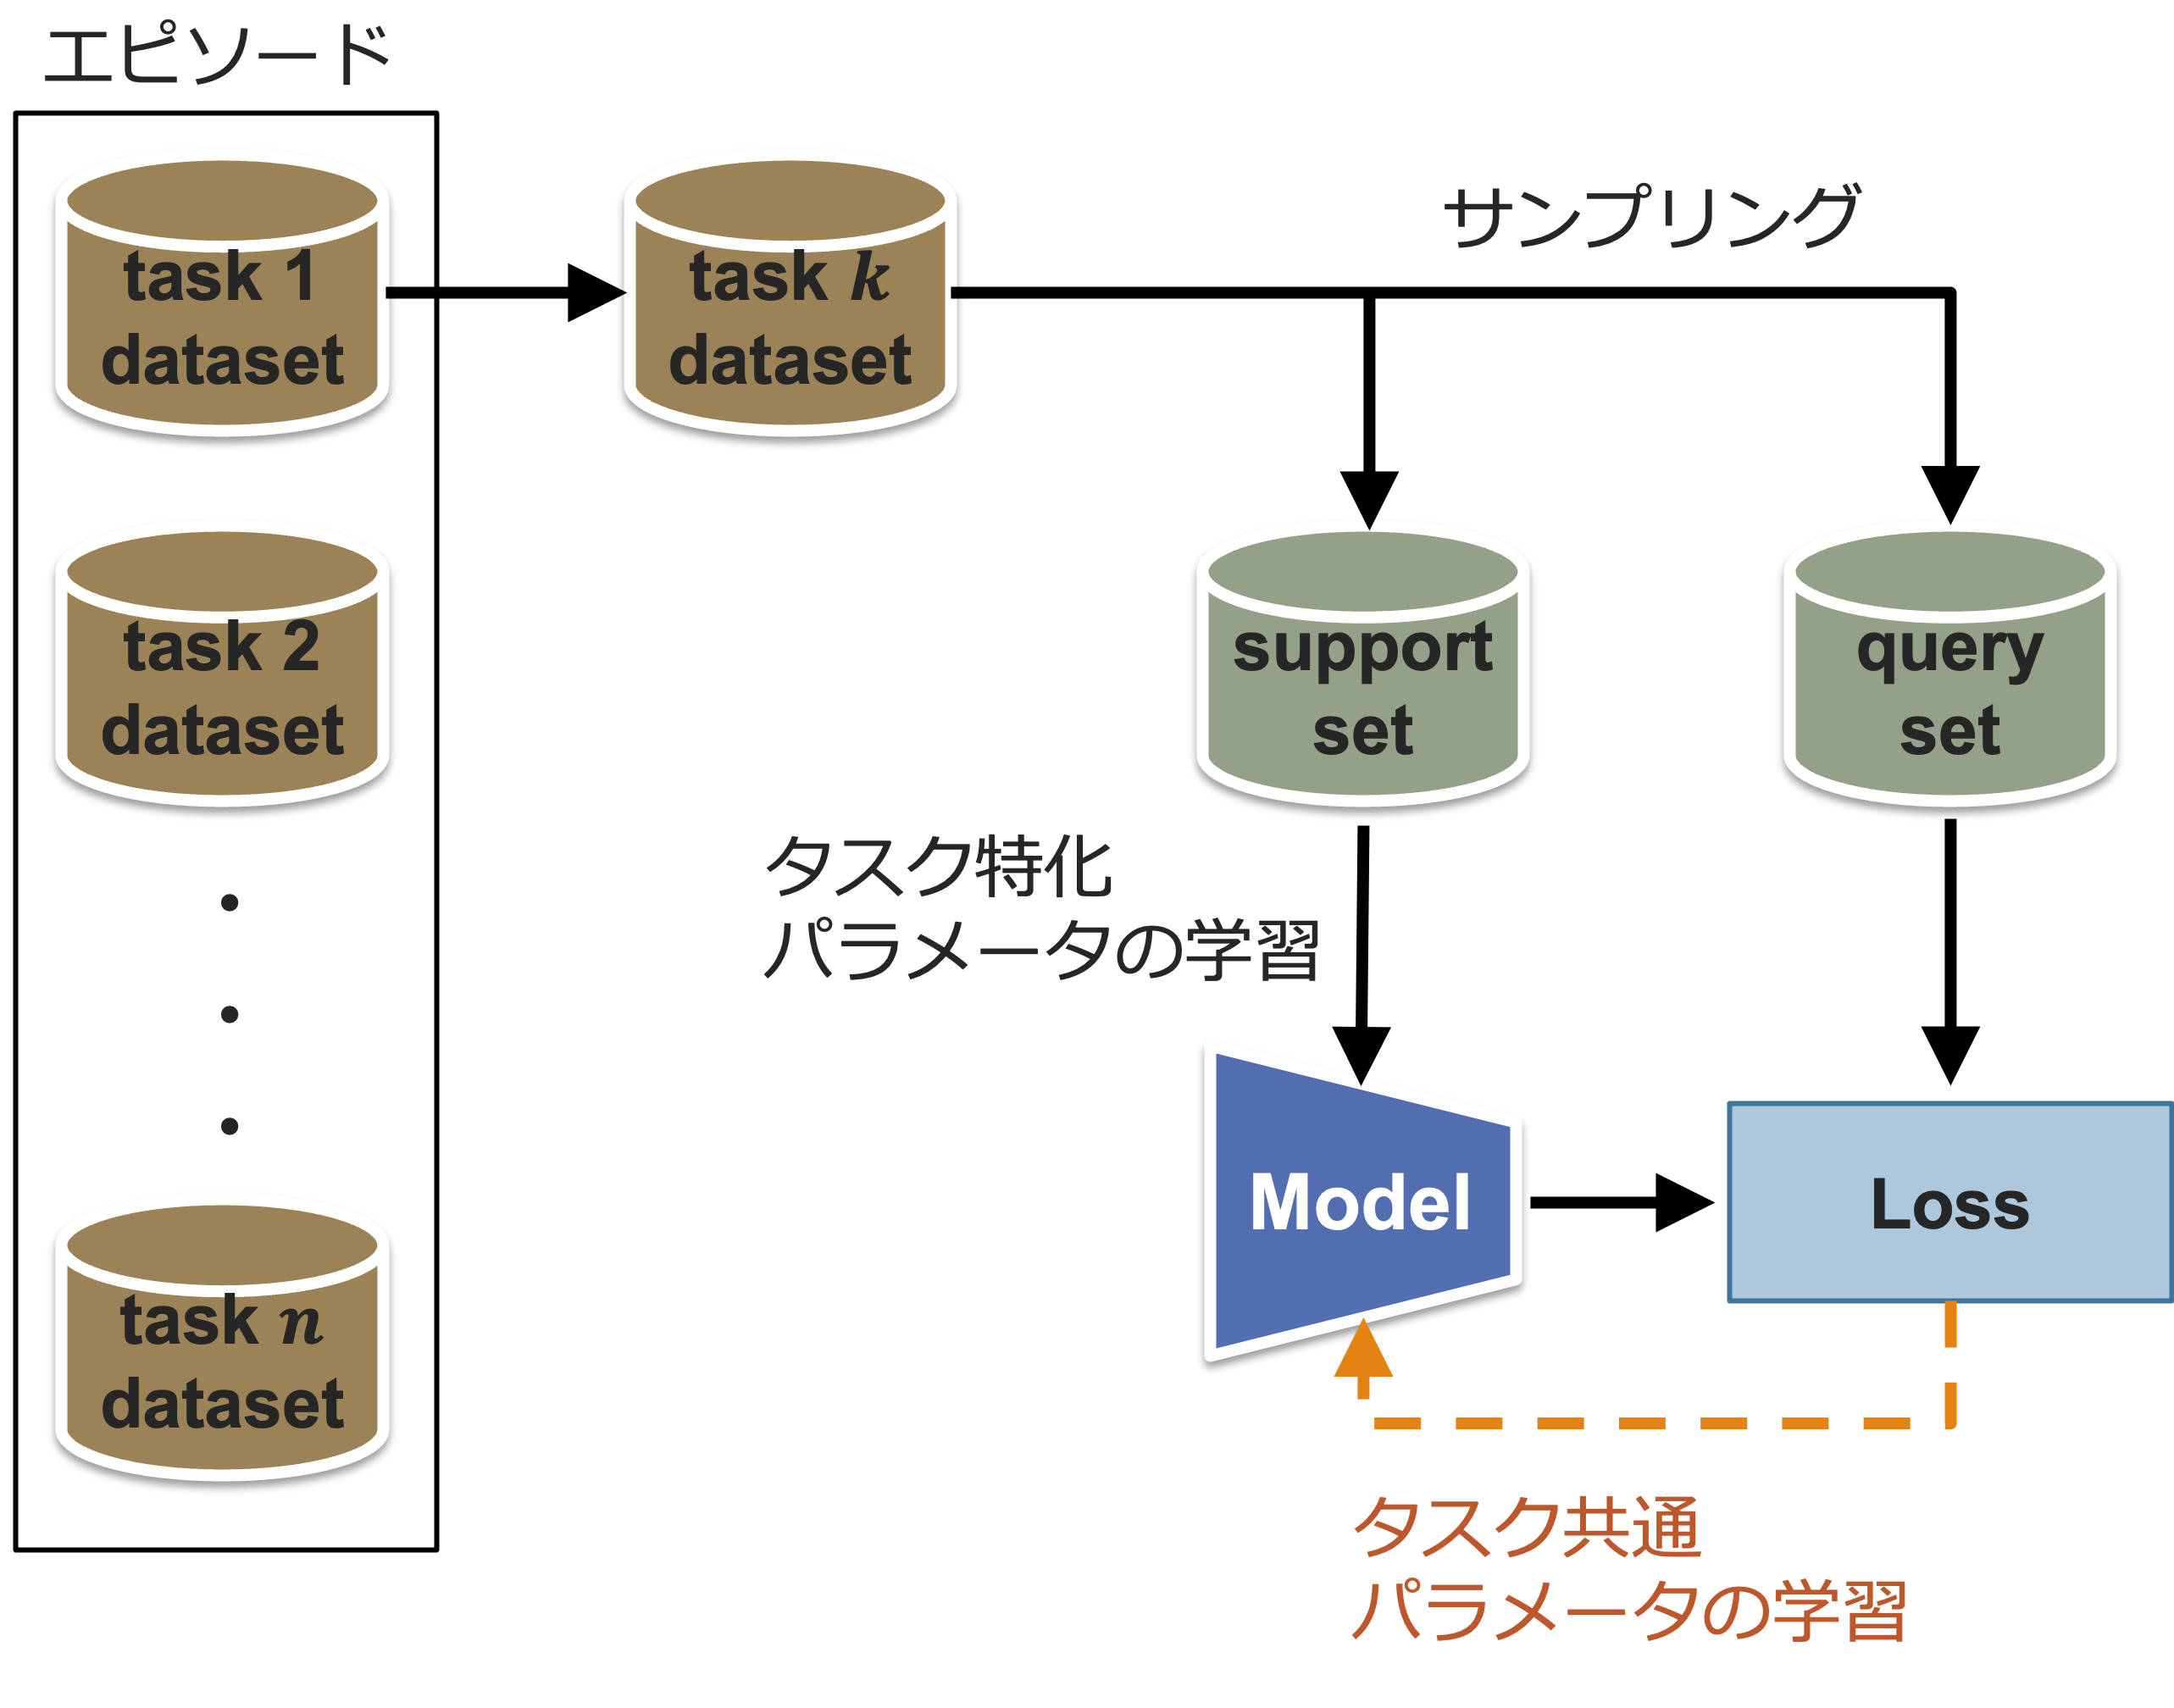 エピソード
task 1
dataset
task k
dataset
サンプリング
task 2
dataset
support
set
query
set
タスク特化
パラメータの学習
Model
Loss
task n
dataset
タスク共通
パラメータの学習